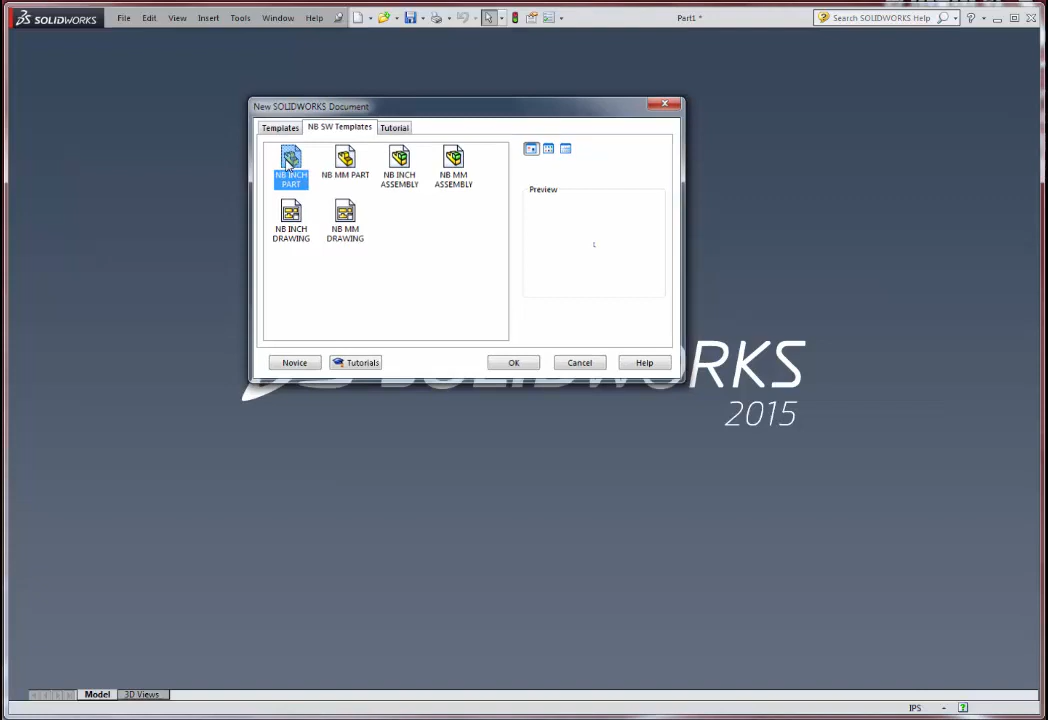 SOLIDWORKS File Edit View Insert Tools Window Help Part1 * Search SOLIDWORKS Help
New SOLIDWORKS Document
Templates NB SW Templates Tutorial
NB INCH PART
NB MM PART
NB INCH ASSEMBLY
NB MM ASSEMBLY
NB INCH DRAWING
NB MM DRAWING
Preview
Novice Tutorials OK Cancel Help
RKS
2015
Model 3D Views
IPS -